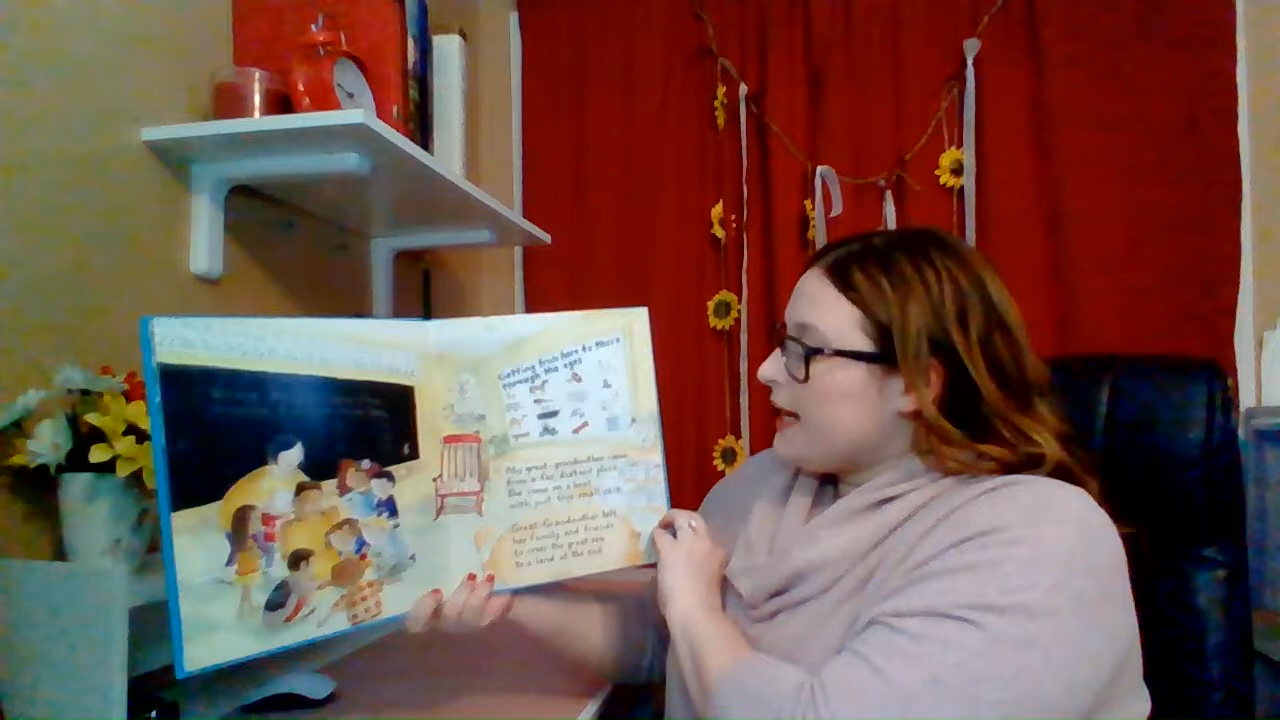 Getting from here to there
through the ages
My great-grandmother came
from a far, distant place.
She came on a boat
with just this small case.
Great-Grandmother left
her family and friends
to cross the great sea
to a land at the end